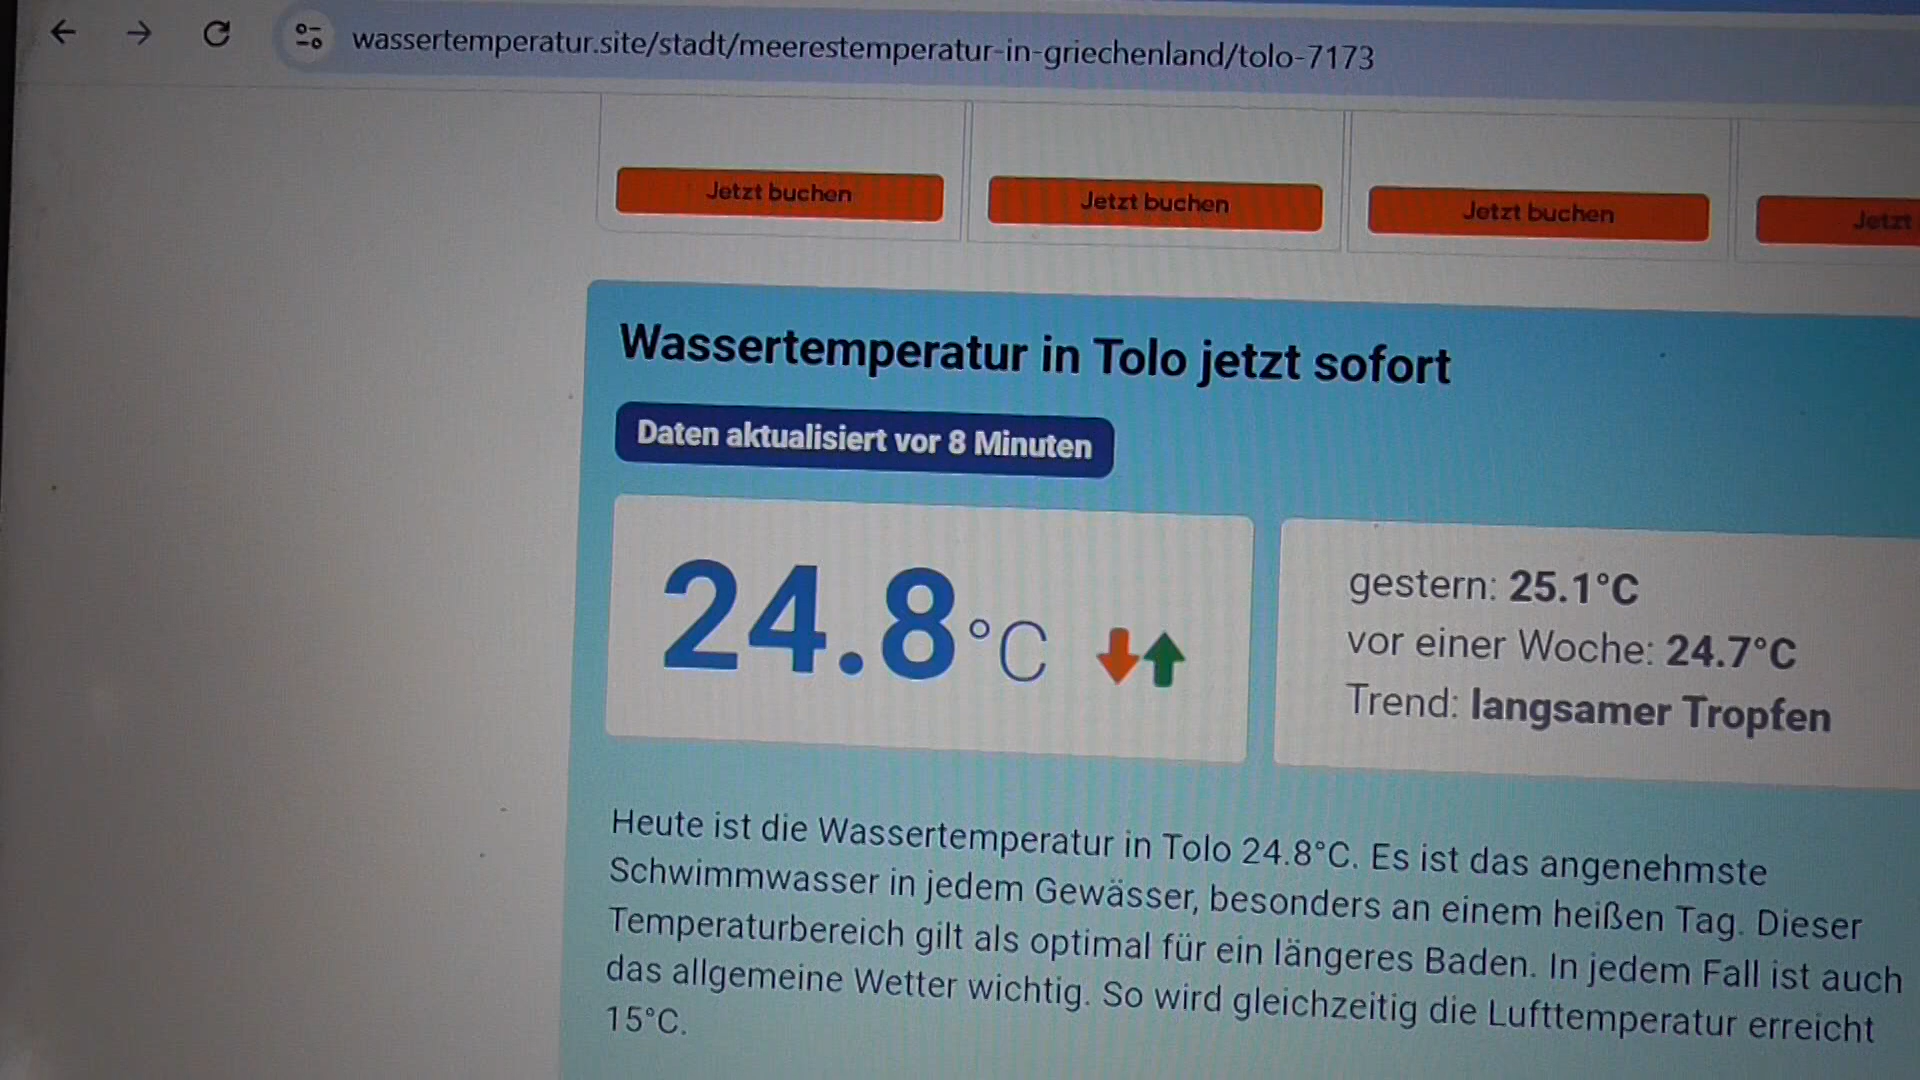 wassertemperatur.site/stadt/meerestemperatur-in-griechenland/tolo-7173
Jetzt buchen Jetzt buchen Jetzt buchen Jetzt
Wassertemperatur in Tolo jetzt sofort
Daten aktualisiert vor 8 Minuten
24.8°C
gestern: 25.1°C
vor einer Woche: 24.7°C
Trend: langsamer Tropfen
Heute ist die Wassertemperatur in Tolo 24.8°C. Es ist das angenehmste
Schwimmwasser in jedem Gewässer, besonders an einem heißen Tag. Dieser
Temperaturbereich gilt als optimal für ein längeres Baden. In jedem Fall ist auch
das allgemeine Wetter wichtig. So wird gleichzeitig die Lufttemperatur erreicht
15°C.